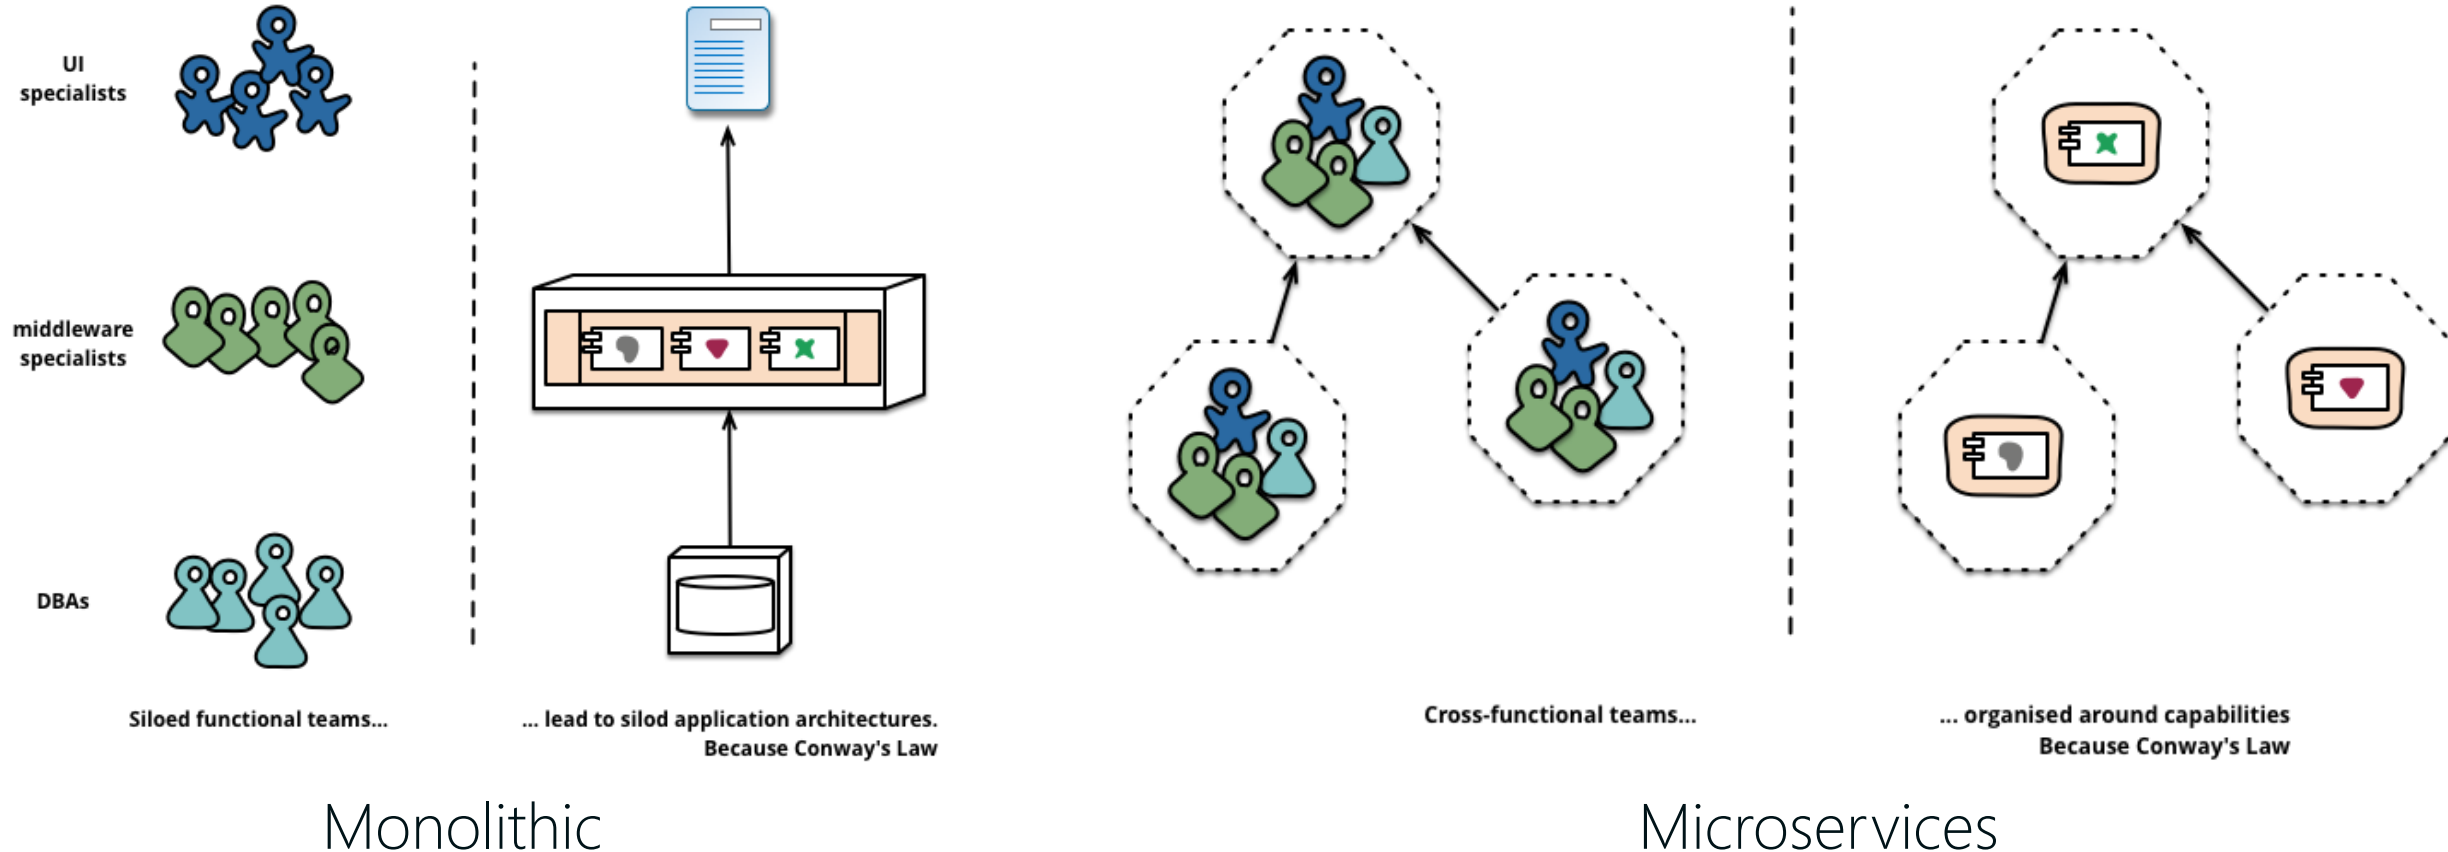 UI
specialists
middleware
specialists
DBAs
Siloed functional teams...
... lead to silod application architectures.
Because Conway's Law
Monolithic
Cross-functional teams...
... organised around capabilities
Because Conway's Law
Microservices